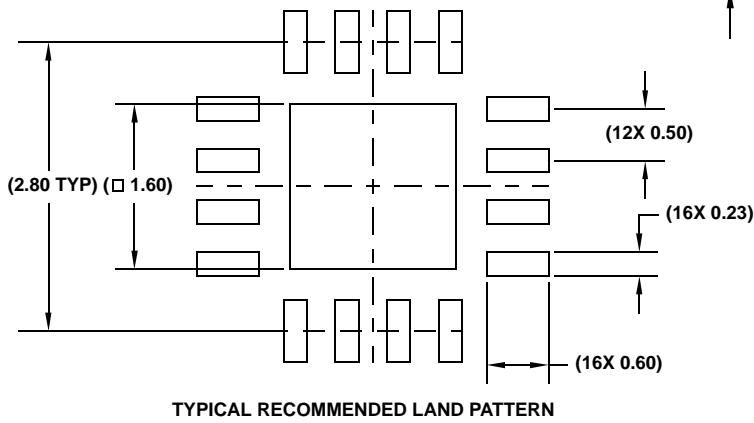 (12X 0.50)
(2.80 TYP) (□ 1.60)
(16X 0.23)
(16X 0.60)
TYPICAL RECOMMENDED LAND PATTERN